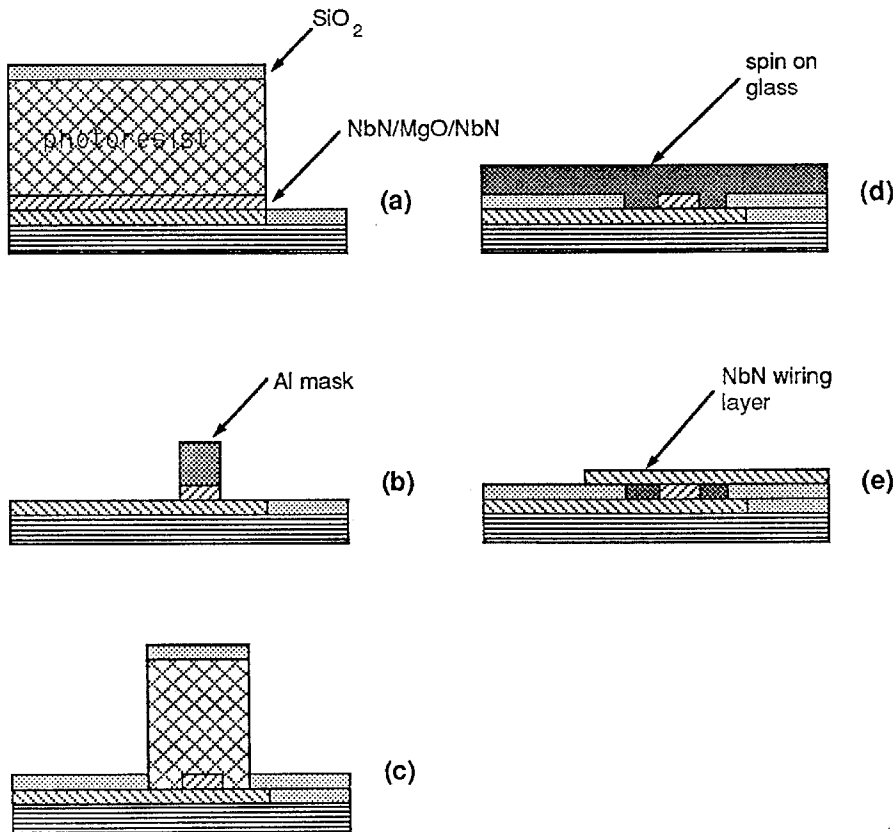 SiO2
photoresist
NbN/MgO/NbN
(a)
spin on
glass
(d)
Al mask
(b)
NbN wiring
layer
(e)
(c)